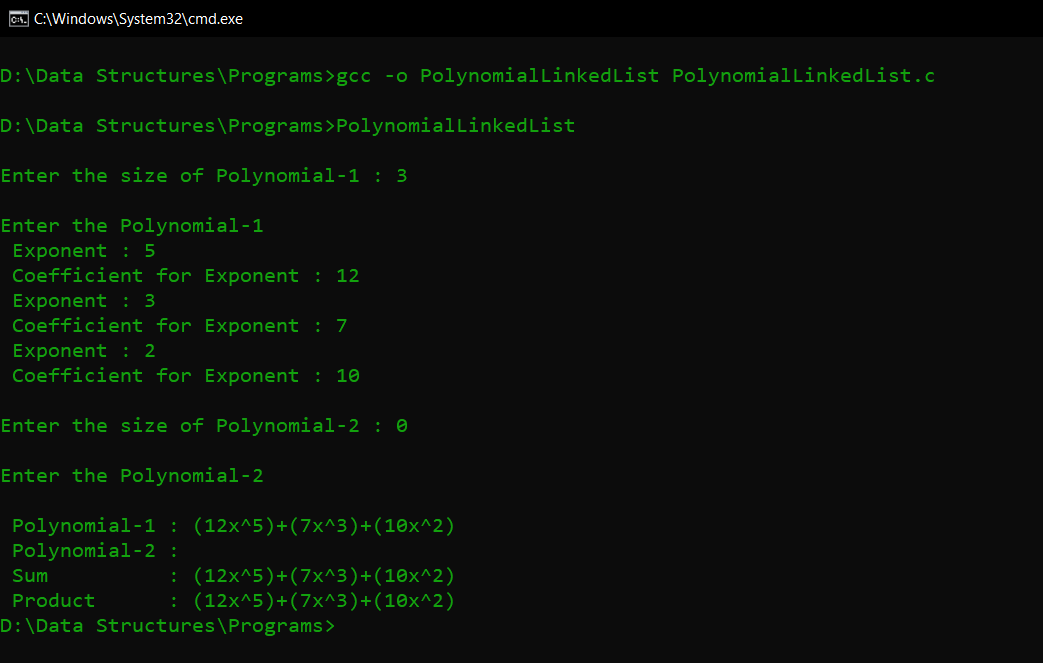 C:\Windows\System32\cmd.exe
D:\Data Structures\Programs>gcc -o PolynomialLinkedList PolynomialLinkedList.c
D:\Data Structures\Programs>PolynomialLinkedList
Enter the size of Polynomial-1 : 3
Enter the Polynomial-1
Exponent : 5
Coefficient for Exponent : 12
Exponent : 3
Coefficient for Exponent : 7
Exponent : 2
Coefficient for Exponent : 10
Enter the size of Polynomial-2 : 0
Enter the Polynomial-2
Polynomial-1 : (12x^5)+(7x^3)+(10x^2)
Polynomial-2 :
Sum          : (12x^5)+(7x^3)+(10x^2)
Product      : (12x^5)+(7x^3)+(10x^2)
D:\Data Structures\Programs>